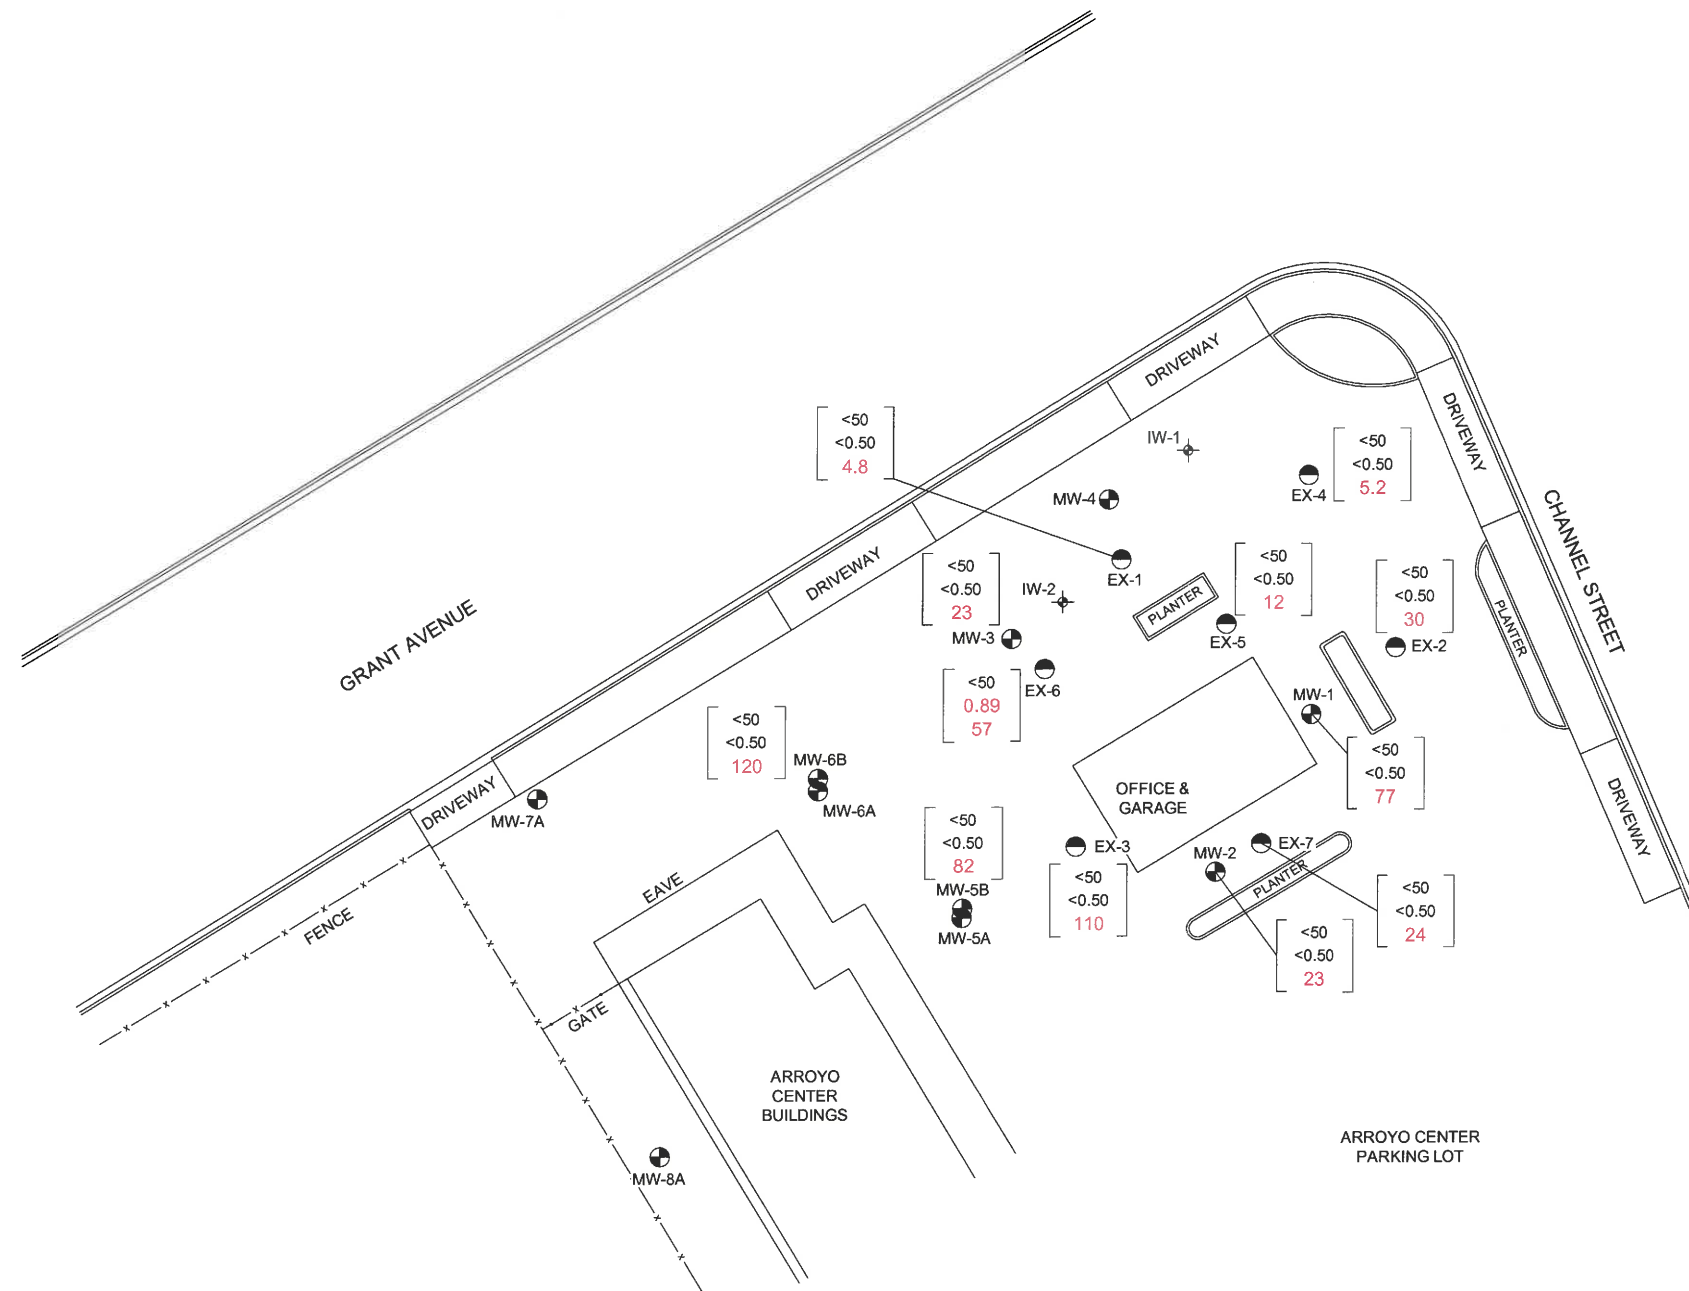 DRIVEWAY
<50
<0.50
4.8
IW-1
DRIVEWAY
<50
<0.50
5.2
EX-4
MW-4
CHANNEL STREET
DRIVEWAY
<50
<0.50
23
IW-2
EX-1
PLANTER
<50
<0.50
12
<50
<0.50
30
PLANTER
GRANT AVENUE
MW-3
EX-5
EX-2
<50
0.89
57
EX-6
MW-1
<50
<0.50
120
MW-6B
MW-6A
<50
<0.50
77
OFFICE &
GARAGE
DRIVEWAY
MW-7A
DRIVEWAY
<50
<0.50
82
EX-3
MW-2
EX-7
PLANTER
EAVE
MW-5B
MW-5A
<50
<0.50
110
<50
<0.50
24
<50
<0.50
23
FENCE
GATE
ARROYO
CENTER
BUILDINGS
ARROYO CENTER
PARKING LOT
MW-8A